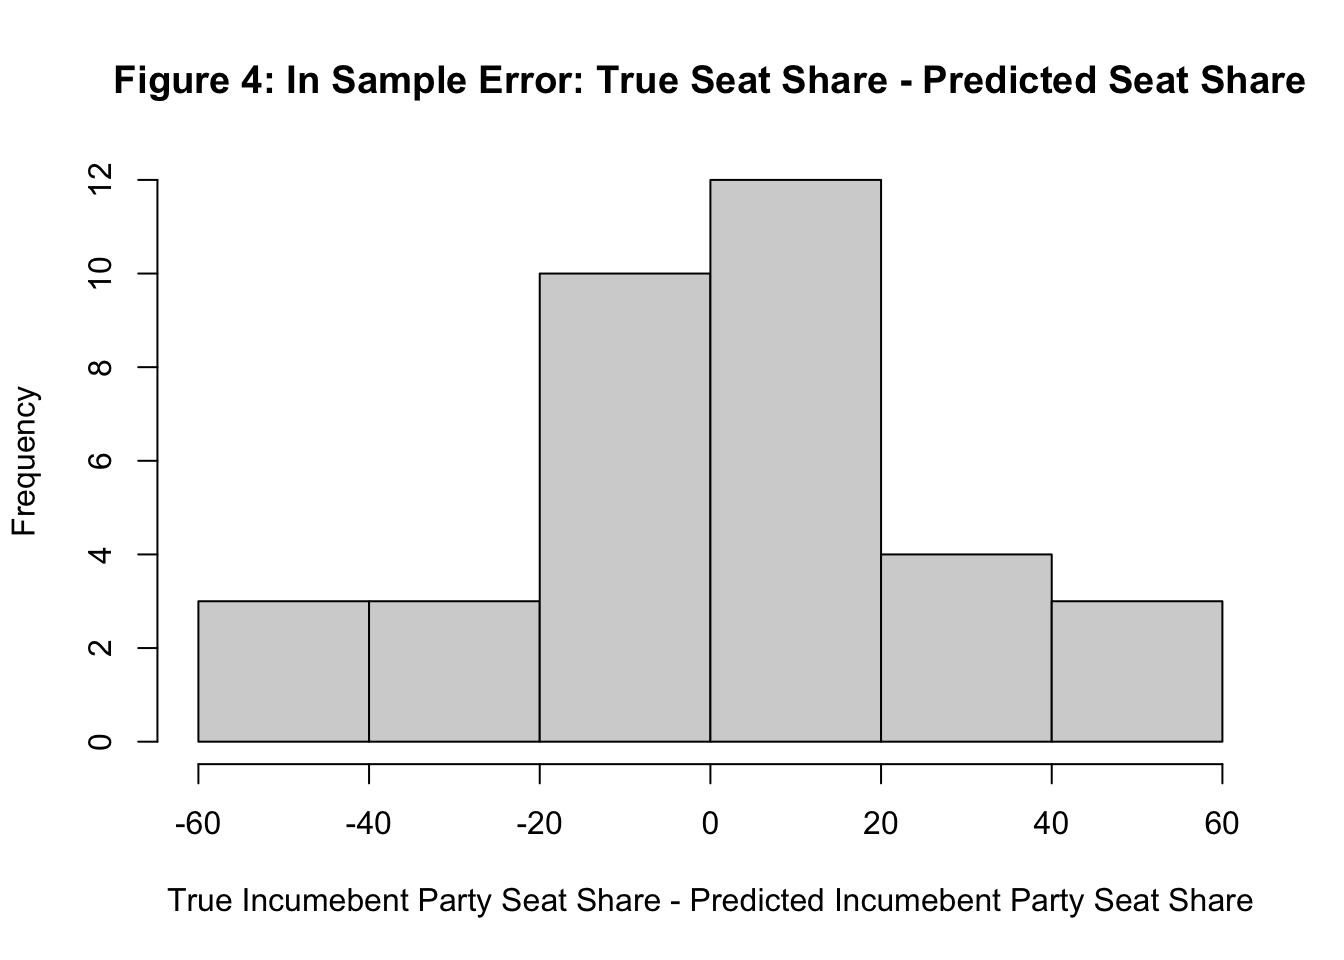 Figure 4: In Sample Error: True Seat Share - Predicted Seat Share
12
10
8
6
4
2
0
Frequency
-60 -40 -20 0 20 40 60
True Incumebent Party Seat Share - Predicted Incumebent Party Seat Share